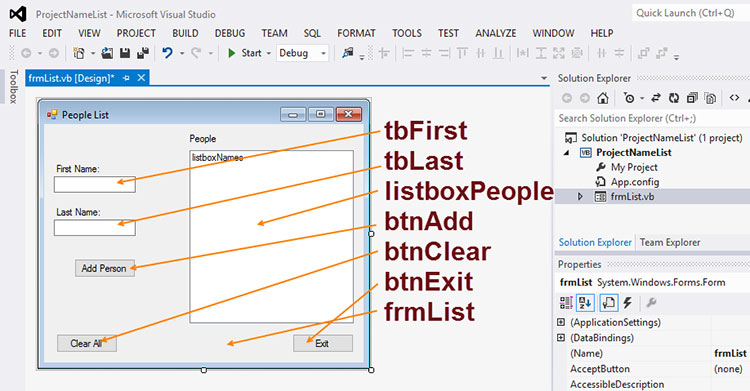 ProjectNameList - Microsoft Visual Studio
Quick Launch (Ctrl+Q)
FILE EDIT VIEW PROJECT BUILD DEBUG TEAM SQL FORMAT TOOLS TEST ANALYZE WINDOW HELP
Start Debug
Toolbox
frmList.vb [Design]*
People List
People
listboxNames
First Name:
Last Name:
Add Person
Clear All
Exit
tbFirst
tbLast
listboxPeople
btnAdd
btnClear
btnExit
frmList
Solution Explorer
Search Solution Explorer (Ctrl+;)
Solution 'ProjectNameList' (1 project)
VB ProjectNameList
My Project
App.config
frmList.vb
Solution Explorer Team Explorer
Properties
frmList System.Windows.Forms.Form
(ApplicationSettings)
(DataBindings)
(Name) frmList
AcceptButton (none)
AccessibleDescription